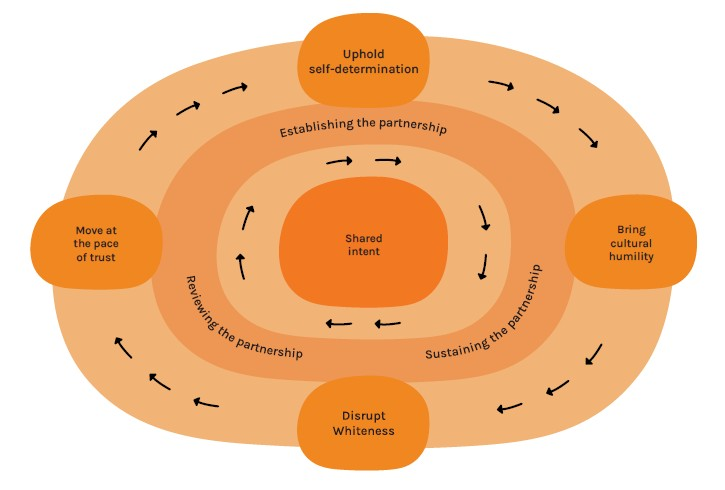 Uphold
self-determination
Establishing the partnership
Move at
the pace
of trust
Shared
intent
Bring
cultural
humility
Reviewing the partnership
Sustaining the partnership
Disrupt
Whiteness